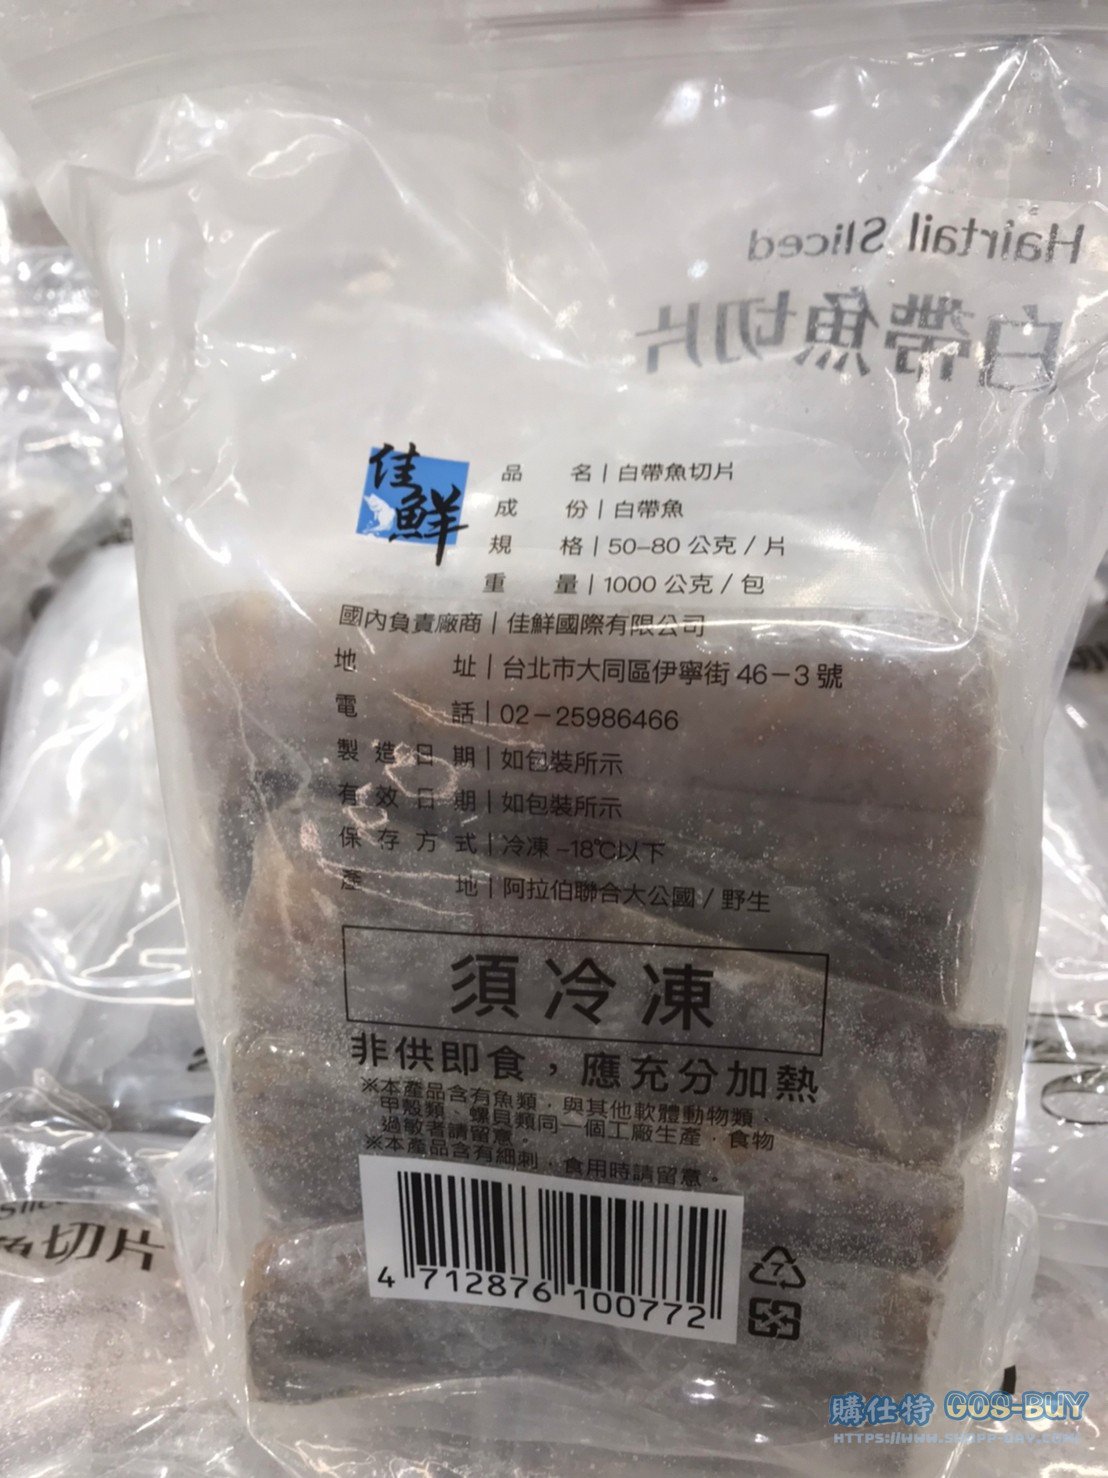 Hairtail Sliced
白帶魚切片
佳鮮
品名|白帶魚切片
成份|白帶魚
規格|50-80 公克 / 片
重量|1000 公克 / 包
國內負責廠商|佳鮮國際有限公司
地址|台北市大同區伊寧街 46-3 號
電話|02-25986466
製造日期|如包裝所示
有效日期|如包裝所示
保存方式|冷凍 -18℃以下
產地|阿拉伯聯合大公國 / 野生
須冷凍
非供即食,應充分加熱
※本產品含有魚類,與其他軟體動物類、
甲殼類、螺貝類同一個工廠生產,食物
過敏者請留意。
※本產品含有細刺,食用時請留意。
4 712876 100772
7
魚切片
購仕特 GOS-BUY